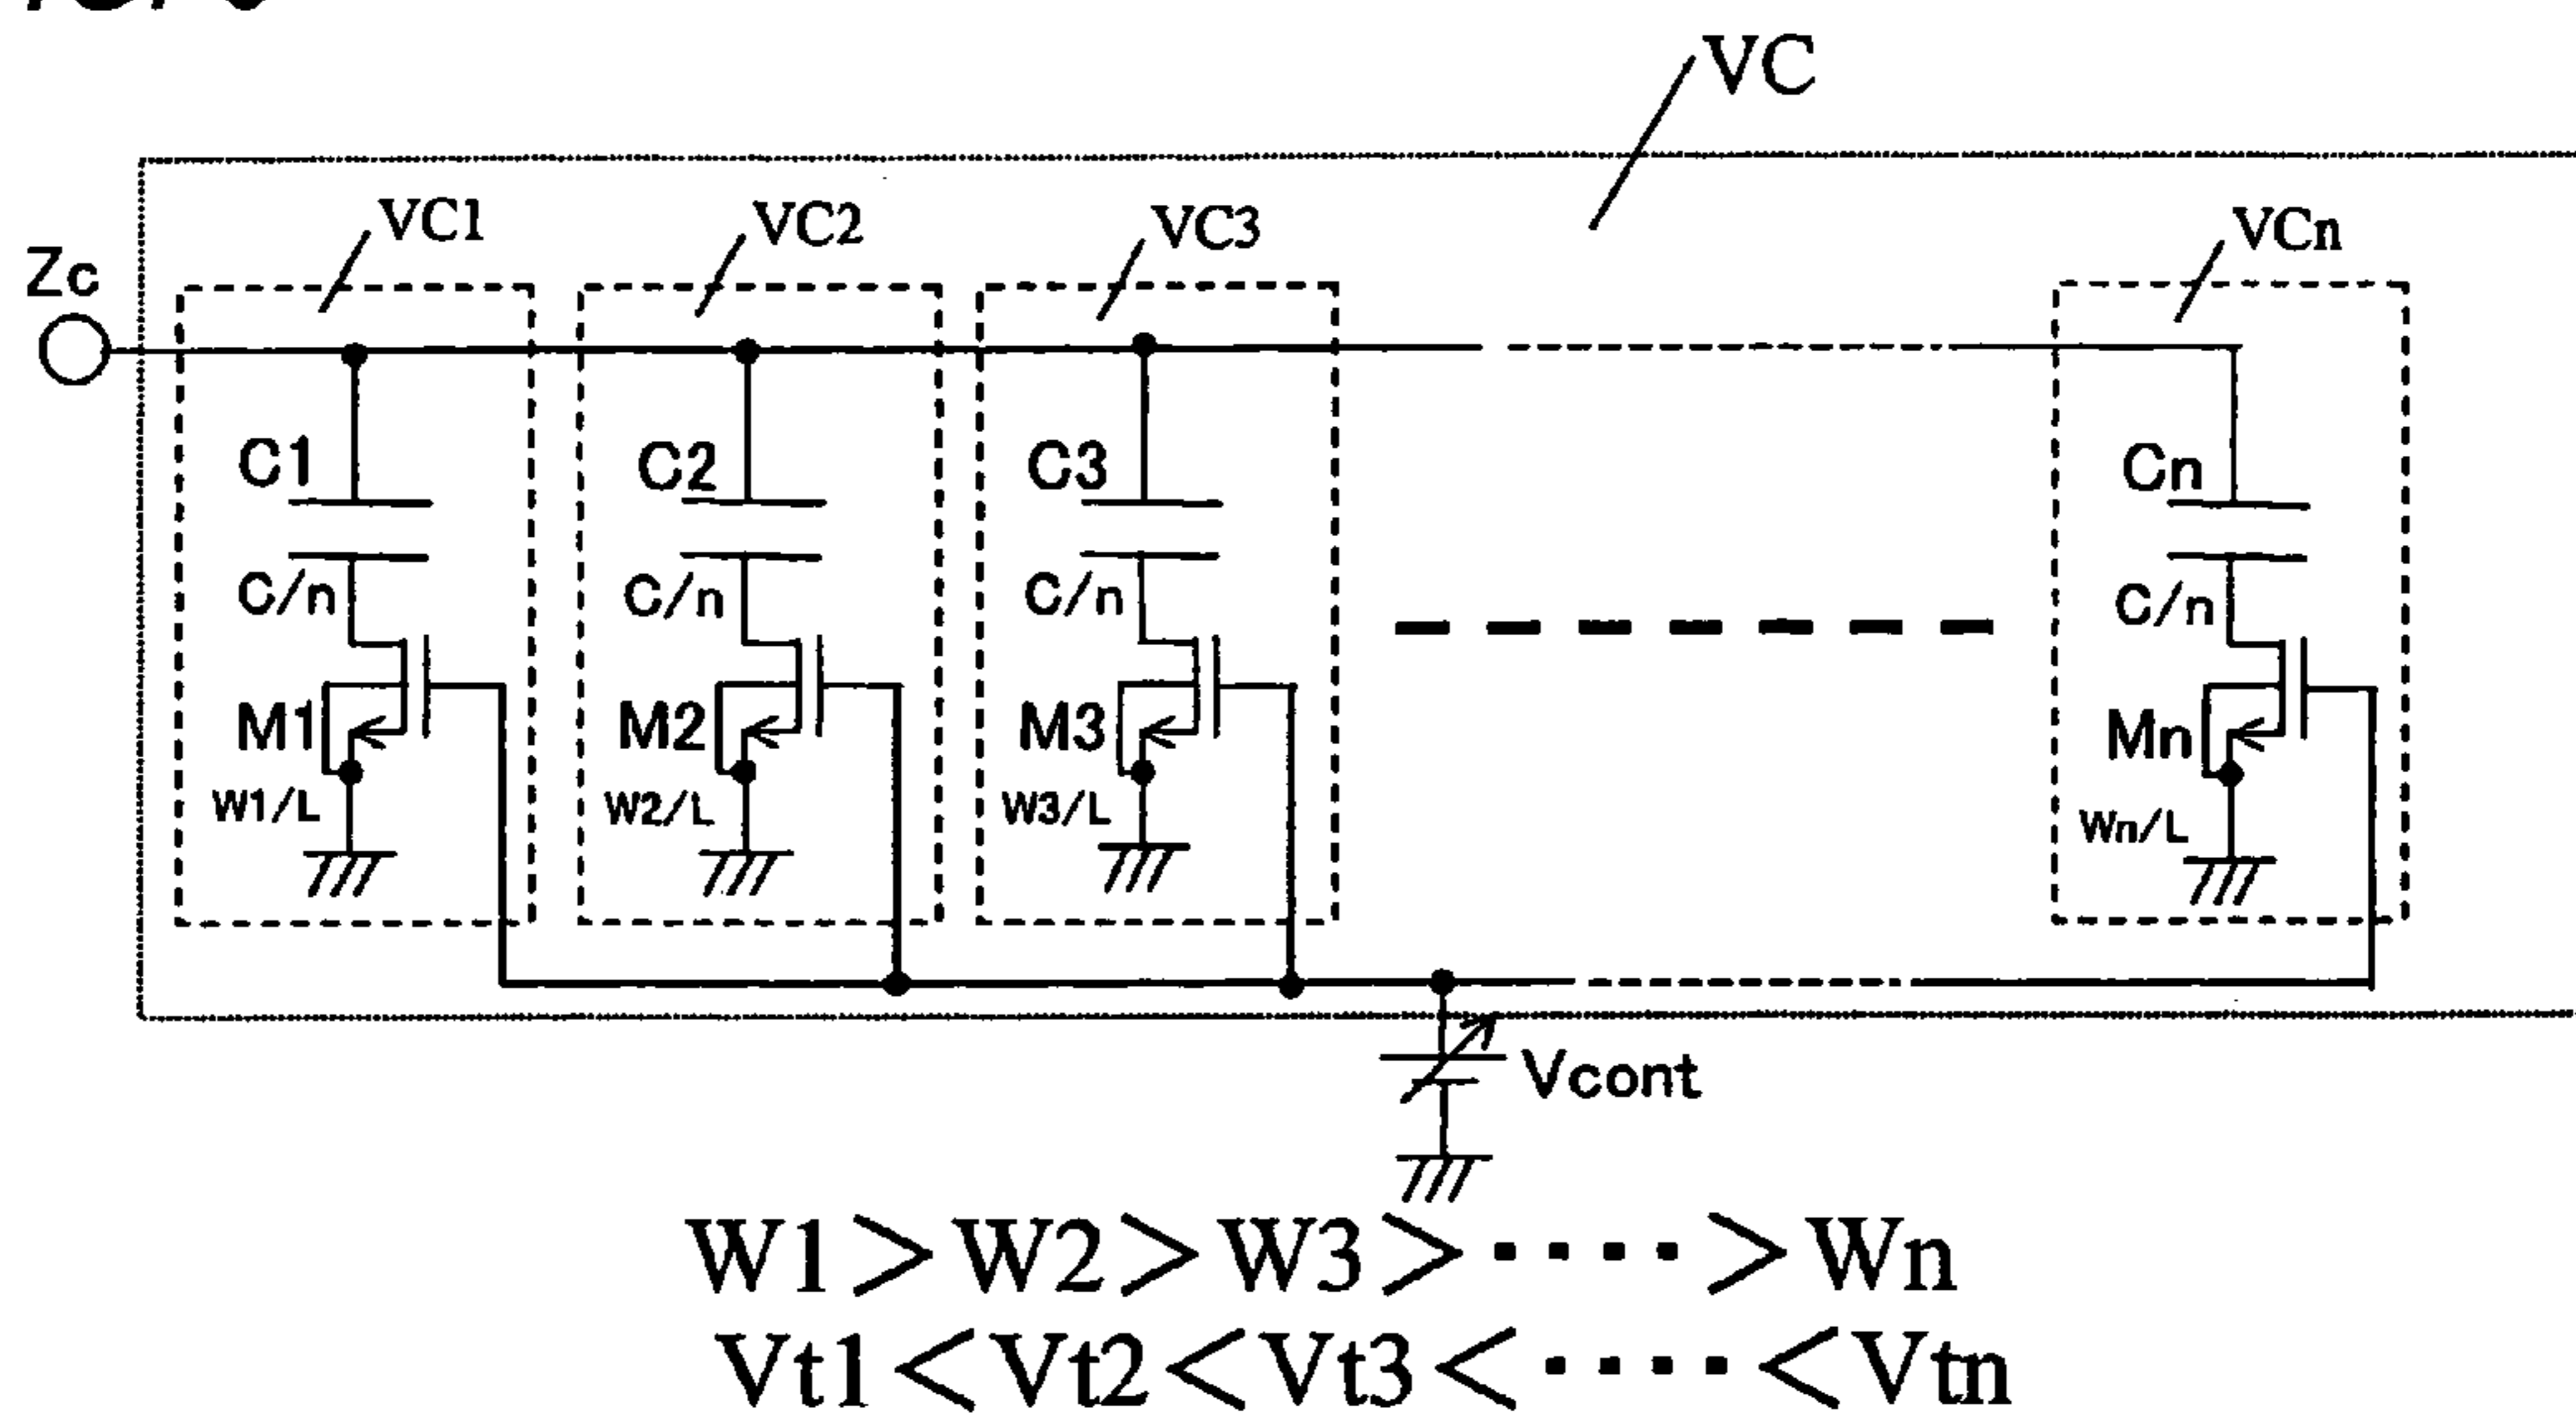 VC
VC1 VC2 VC3 VCn
Zc
C1 C2 C3 Cn
C/n C/n C/n C/n
M1 M2 M3 Mn
W1/L W2/L W3/L Wn/L
Vcont
W1>W2>W3>････>Wn
Vt1<Vt2<Vt3<････<Vtn